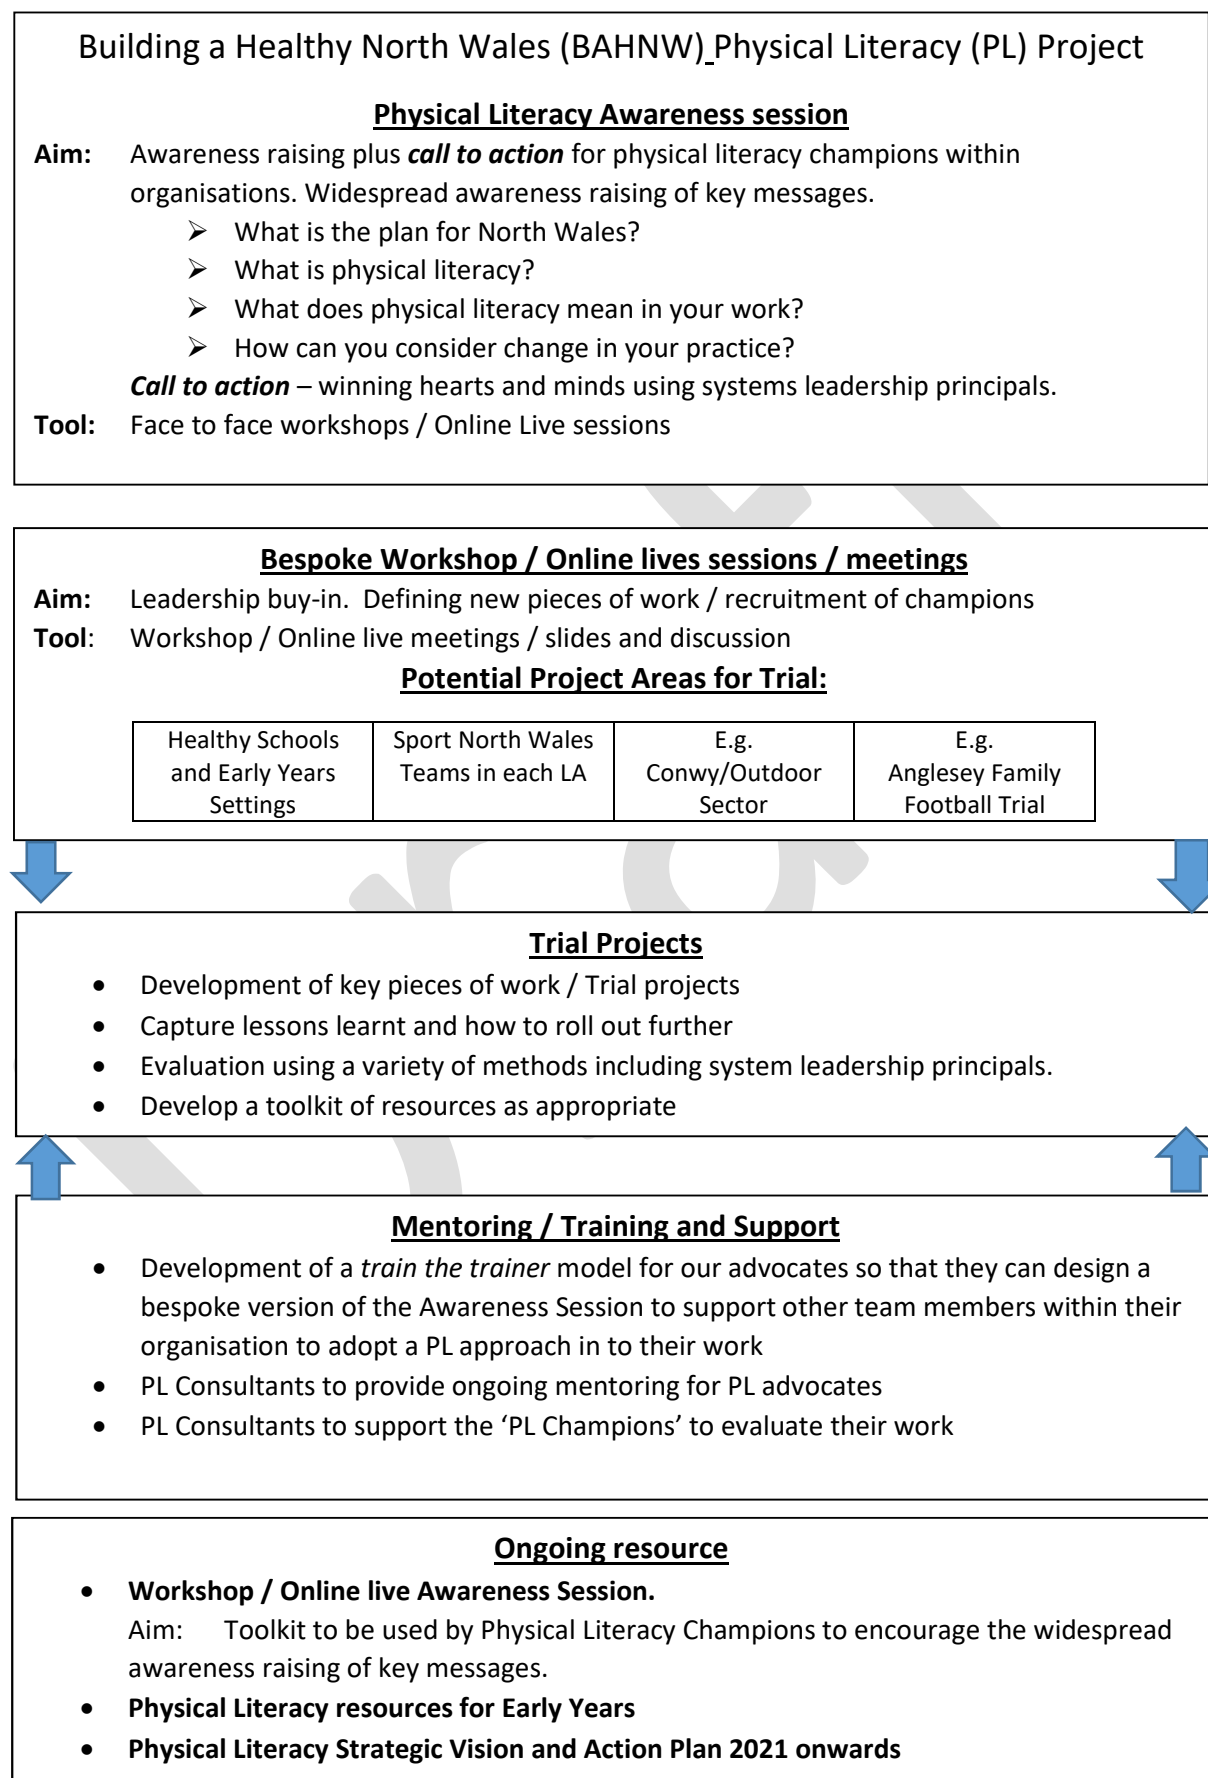 Building a Healthy North Wales (BAHNW) Physical Literacy (PL) Project
Physical Literacy Awareness session
Aim: Awareness raising plus call to action for physical literacy champions within
organisations. Widespread awareness raising of key messages.
➢ What is the plan for North Wales?
➢ What is physical literacy?
➢ What does physical literacy mean in your work?
➢ How can you consider change in your practice?
Call to action – winning hearts and minds using systems leadership principals.
Tool: Face to face workshops / Online Live sessions
Bespoke Workshop / Online lives sessions / meetings
Aim: Leadership buy-in. Defining new pieces of work / recruitment of champions
Tool: Workshop / Online live meetings / slides and discussion
Potential Project Areas for Trial:
Healthy Schools
and Early Years
Settings
Sport North Wales
Teams in each LA
E.g.
Conwy/Outdoor
Sector
E.g.
Anglesey Family
Football Trial
Trial Projects
• Development of key pieces of work / Trial projects
• Capture lessons learnt and how to roll out further
• Evaluation using a variety of methods including system leadership principals.
• Develop a toolkit of resources as appropriate
Mentoring / Training and Support
• Development of a train the trainer model for our advocates so that they can design a
bespoke version of the Awareness Session to support other team members within their
organisation to adopt a PL approach in to their work
• PL Consultants to provide ongoing mentoring for PL advocates
• PL Consultants to support the ‘PL Champions’ to evaluate their work
Ongoing resource
• Workshop / Online live Awareness Session.
Aim: Toolkit to be used by Physical Literacy Champions to encourage the widespread
awareness raising of key messages.
• Physical Literacy resources for Early Years
• Physical Literacy Strategic Vision and Action Plan 2021 onwards